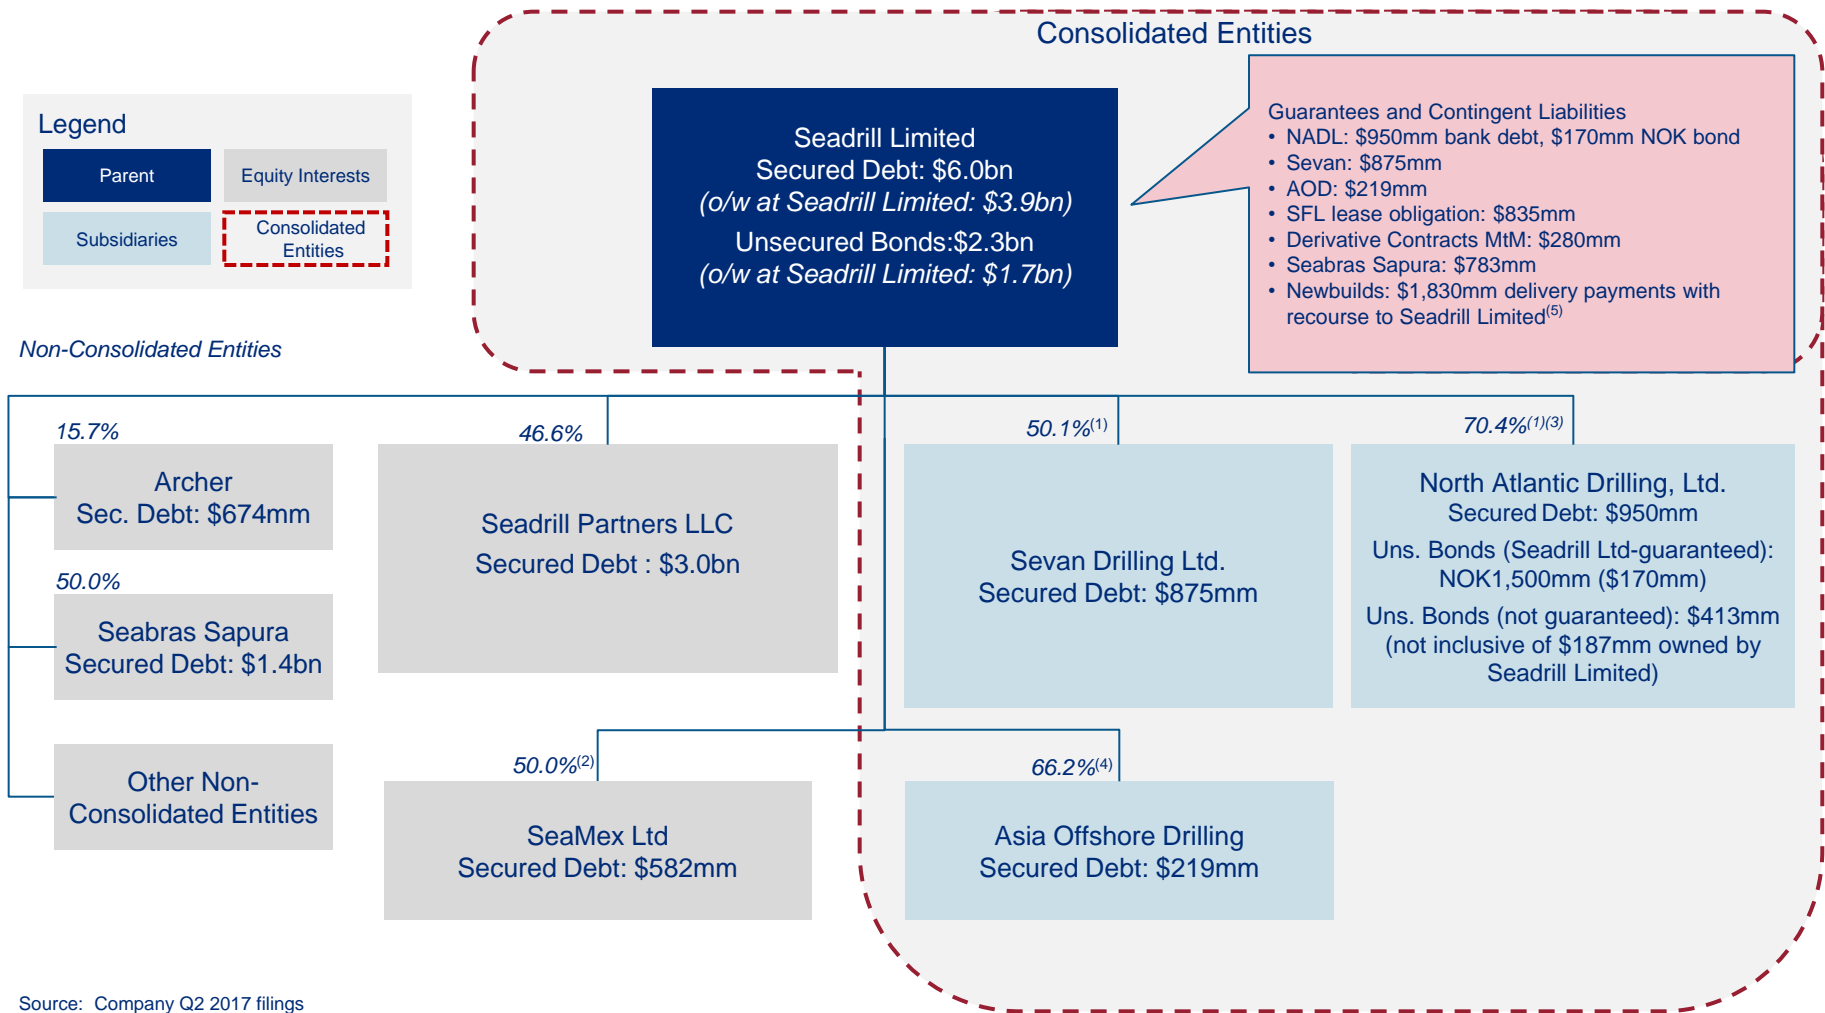 Consolidated Entities
Legend
Parent
Equity Interests
Subsidiaries
Consolidated
Entities
Seadrill Limited
Secured Debt: $6.0bn
(o/w at Seadrill Limited: $3.9bn)
Unsecured Bonds:$2.3bn
(o/w at Seadrill Limited: $1.7bn)
Guarantees and Contingent Liabilities
• NADL: $950mm bank debt, $170mm NOK bond
• Sevan: $875mm
• AOD: $219mm
• SFL lease obligation: $835mm
• Derivative Contracts MtM: $280mm
• Seabras Sapura: $783mm
• Newbuilds: $1,830mm delivery payments with
recourse to Seadrill Limited(5)
Non-Consolidated Entities
15.7%
Archer
Sec. Debt: $674mm
46.6%
Seadrill Partners LLC
Secured Debt : $3.0bn
50.1%(1)
Sevan Drilling Ltd.
Secured Debt: $875mm
70.4%(1)(3)
North Atlantic Drilling, Ltd.
Secured Debt: $950mm
Uns. Bonds (Seadrill Ltd-guaranteed):
NOK1,500mm ($170mm)
Uns. Bonds (not guaranteed): $413mm
(not inclusive of $187mm owned by
Seadrill Limited)
50.0%
Seabras Sapura
Secured Debt: $1.4bn
Other Non-
Consolidated Entities
50.0%(2)
SeaMex Ltd
Secured Debt: $582mm
66.2%(4)
Asia Offshore Drilling
Secured Debt: $219mm
Source: Company Q2 2017 filings